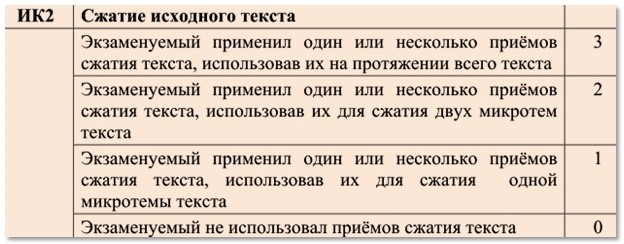 ИК2 Сжатие исходного текста
Экзаменуемый применил один или несколько приёмов 3
сжатия текста, использовав их на протяжении всего текста
Экзаменуемый применил один или несколько приёмов 2
сжатия текста, использовав их для сжатия двух микротем
текста
Экзаменуемый применил один или несколько приёмов 1
сжатия текста, использовав их для сжатия одной
микротемы текста
Экзаменуемый не использовал приёмов сжатия текста 0